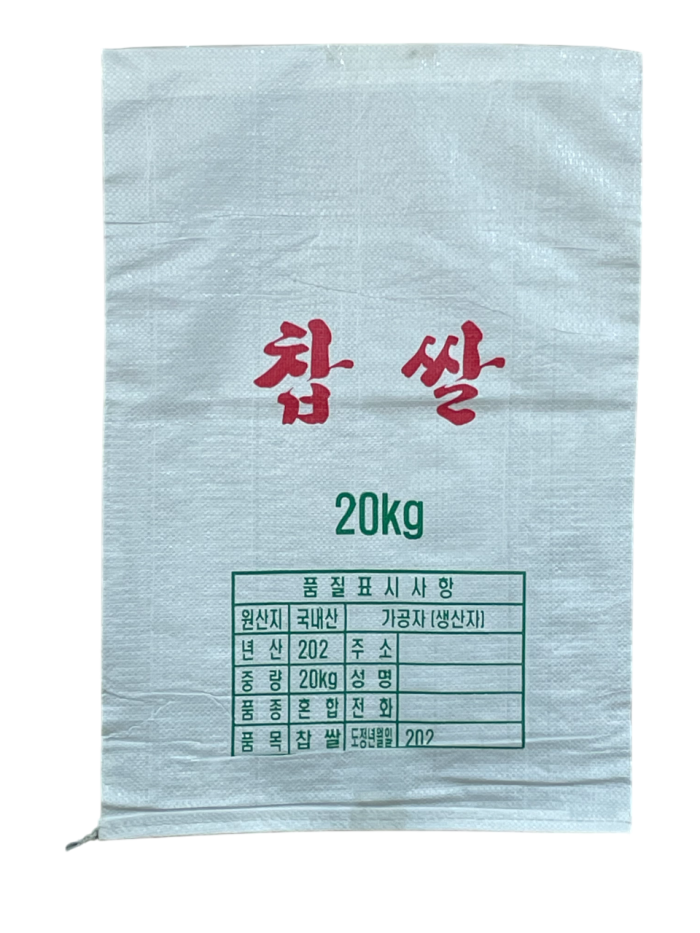 찹 쌀
20kg
품 질 표 시 사 항
원산지 국내산 가공자 (생산자)
년 산 202 주 소
중 량 20kg 성 명
품 종 혼 합 전 화
품 목 찹 쌀 도정년월일 202